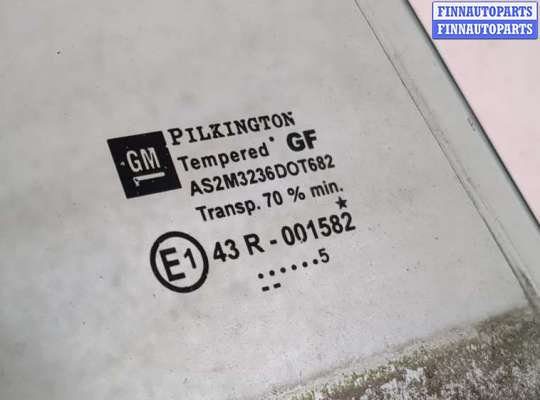 FINNAUTOPARTS
FINNAUTOPARTS
GM
PILKINGTON
Tempered* GF
AS2M3236DOT682
Transp. 70 % min.
E1 43 R - 001582
......5
--